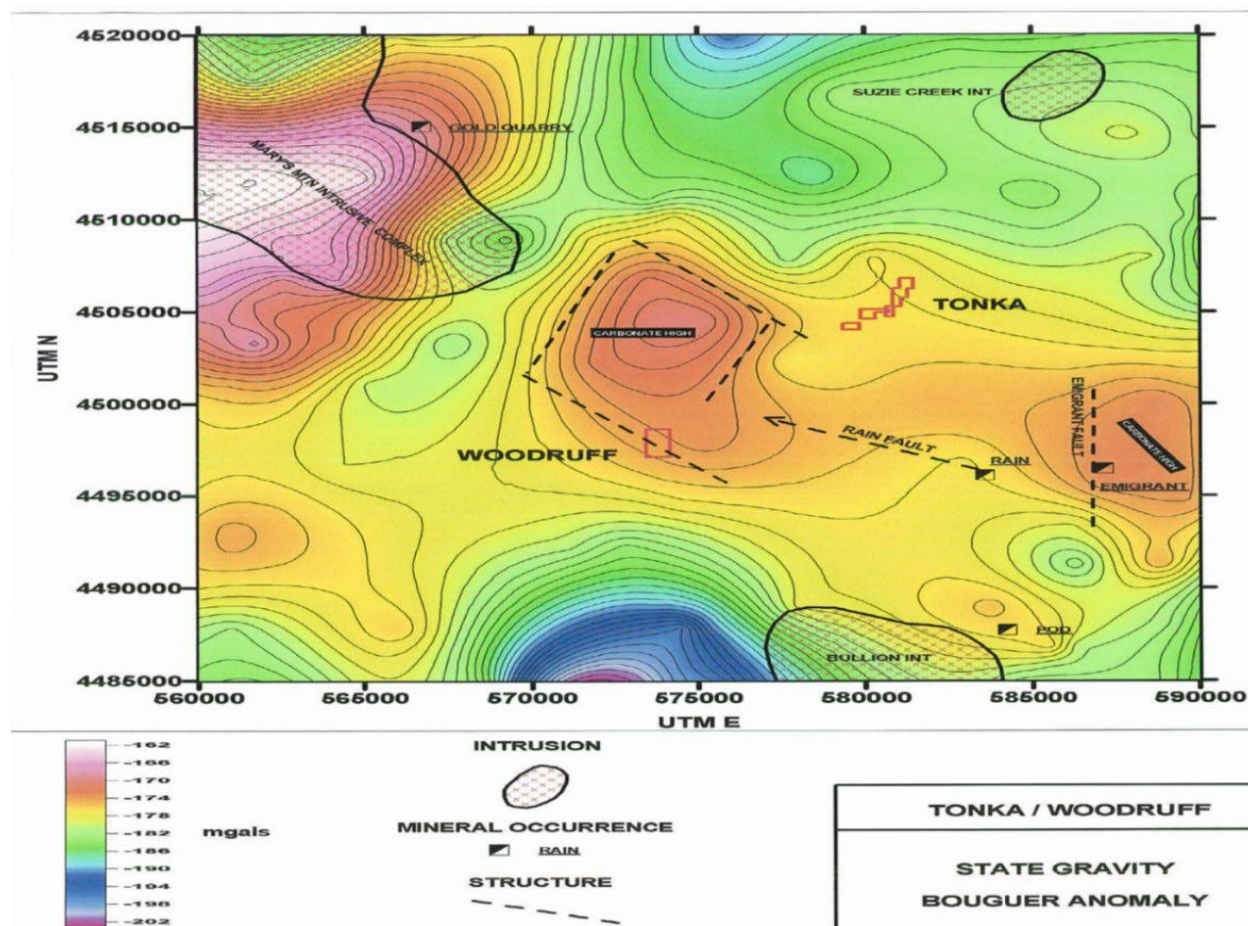 4520000
SUZIE CREEK INT
4515000
GOLD QUARRY
MARY'S MTN INTRUSIVE COMPLEX
4510000
4505000
TONKA
CARBONATE HIGH
UTM N
4500000
EMIGRANT FAULT
CARBONATE HIGH
RAIN FAULT
WOODRUFF
RAIN
EMIGRANT
4495000
4490000
POD
BULLION INT
4485000
560000 565000 570000 575000 580000 585000 590000
UTM E
INTRUSION
-162
-166
-170
-174
-178
-182
-186
-190
-194
-198
-202
mgals
MINERAL OCCURRENCE
RAIN
STRUCTURE
TONKA / WOODRUFF
STATE GRAVITY
BOUGUER ANOMALY